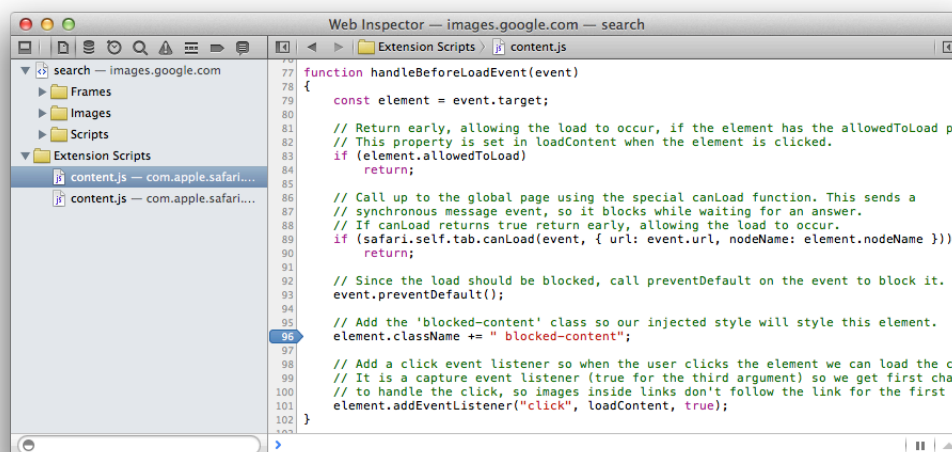 Web Inspector — images.google.com — search
Extension Scripts content.js
search — images.google.com
Frames
Images
Scripts
Extension Scripts
content.js — com.apple.safari....
content.js — com.apple.safari....
77 function handleBeforeLoadEvent(event)
78 {
79 const element = event.target;
80
81 // Return early, allowing the load to occur, if the element has the allowedToLoad p
82 // This property is set in loadContent when the element is clicked.
83 if (element.allowedToLoad)
84 return;
85
86 // Call up to the global page using the special canLoad function. This sends a
87 // synchronous message event, so it blocks while waiting for an answer.
88 // If canLoad returns true return early, allowing the load to occur.
89 if (safari.self.tab.canLoad(event, { url: event.url, nodeName: element.nodeName }))
90 return;
91
92 // Since the load should be blocked, call preventDefault on the event to block it.
93 event.preventDefault();
94
95 // Add the 'blocked-content' class so our injected style will style this element.
96 element.className += " blocked-content";
97
98 // Add a click event listener so when the user clicks the element we can load the c
99 // It is a capture event listener (true for the third argument) so we get first cha
100 // to handle the click, so images inside links don't follow the link for the first
101 element.addEventListener("click", loadContent, true);
102 }